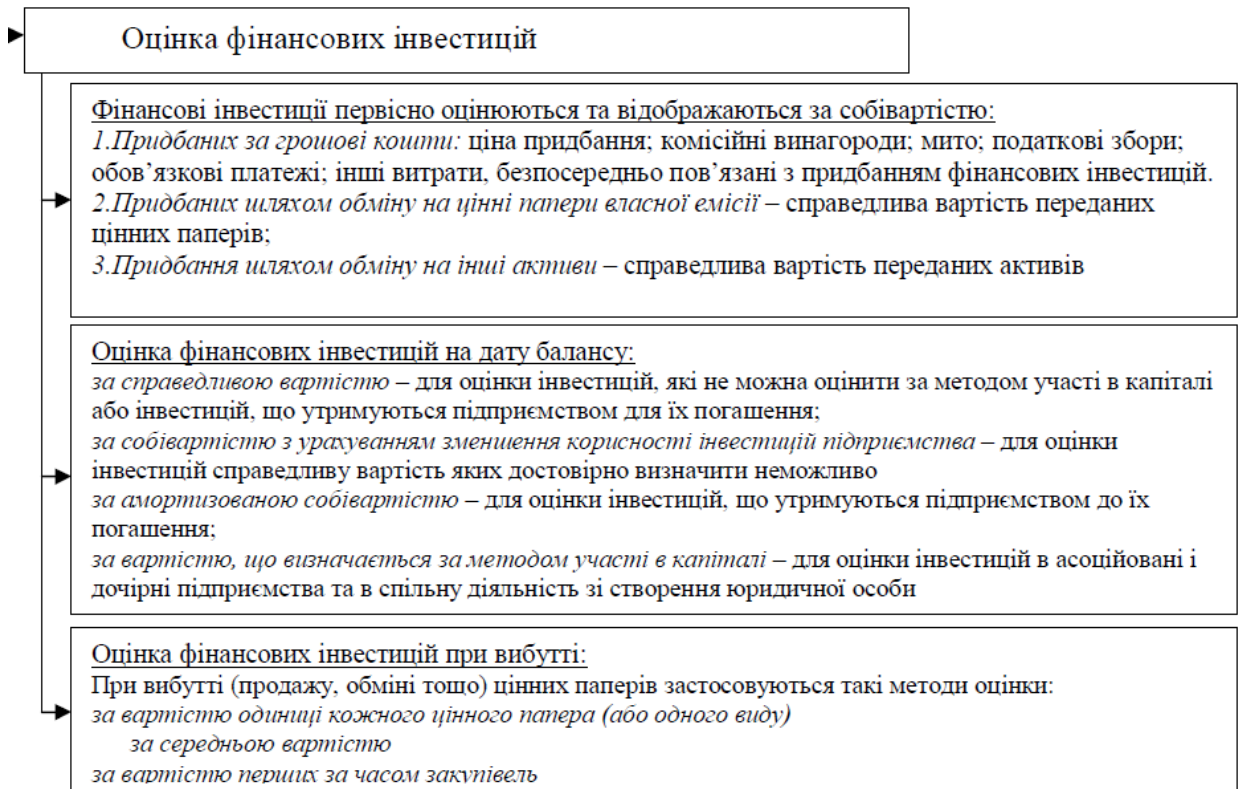 Оцінка фінансових інвестицій
Фінансові інвестиції первісно оцінюються та відображаються за собівартістю:
1.Придбаних за грошові кошти: ціна придбання; комісійні винагороди; мито; податкові збори;
обов’язкові платежі; інші витрати, безпосередньо пов’язані з придбанням фінансових інвестицій.
2.Придбаних шляхом обміну на цінні папери власної емісії – справедлива вартість переданих
цінних паперів;
3.Придбання шляхом обміну на інші активи – справедлива вартість переданих активів
Оцінка фінансових інвестицій на дату балансу:
за справедливою вартістю – для оцінки інвестицій, які не можна оцінити за методом участі в капіталі
або інвестицій, що утримуються підприємством для їх погашення;
за собівартістю з урахуванням зменшення корисності інвестицій підприємства – для оцінки
інвестицій справедливу вартість яких достовірно визначити неможливо
за амортизованою собівартістю – для оцінки інвестицій, що утримуються підприємством до їх
погашення;
за вартістю, що визначається за методом участі в капіталі – для оцінки інвестицій в асоційовані і
дочірні підприємства та в спільну діяльність зі створення юридичної особи
Оцінка фінансових інвестицій при вибутті:
При вибутті (продажу, обміні тощо) цінних паперів застосовуються такі методи оцінки:
за вартістю одиниці кожного цінного папера (або одного виду)
за середньою вартістю
за вартістю перших за часом закупівель